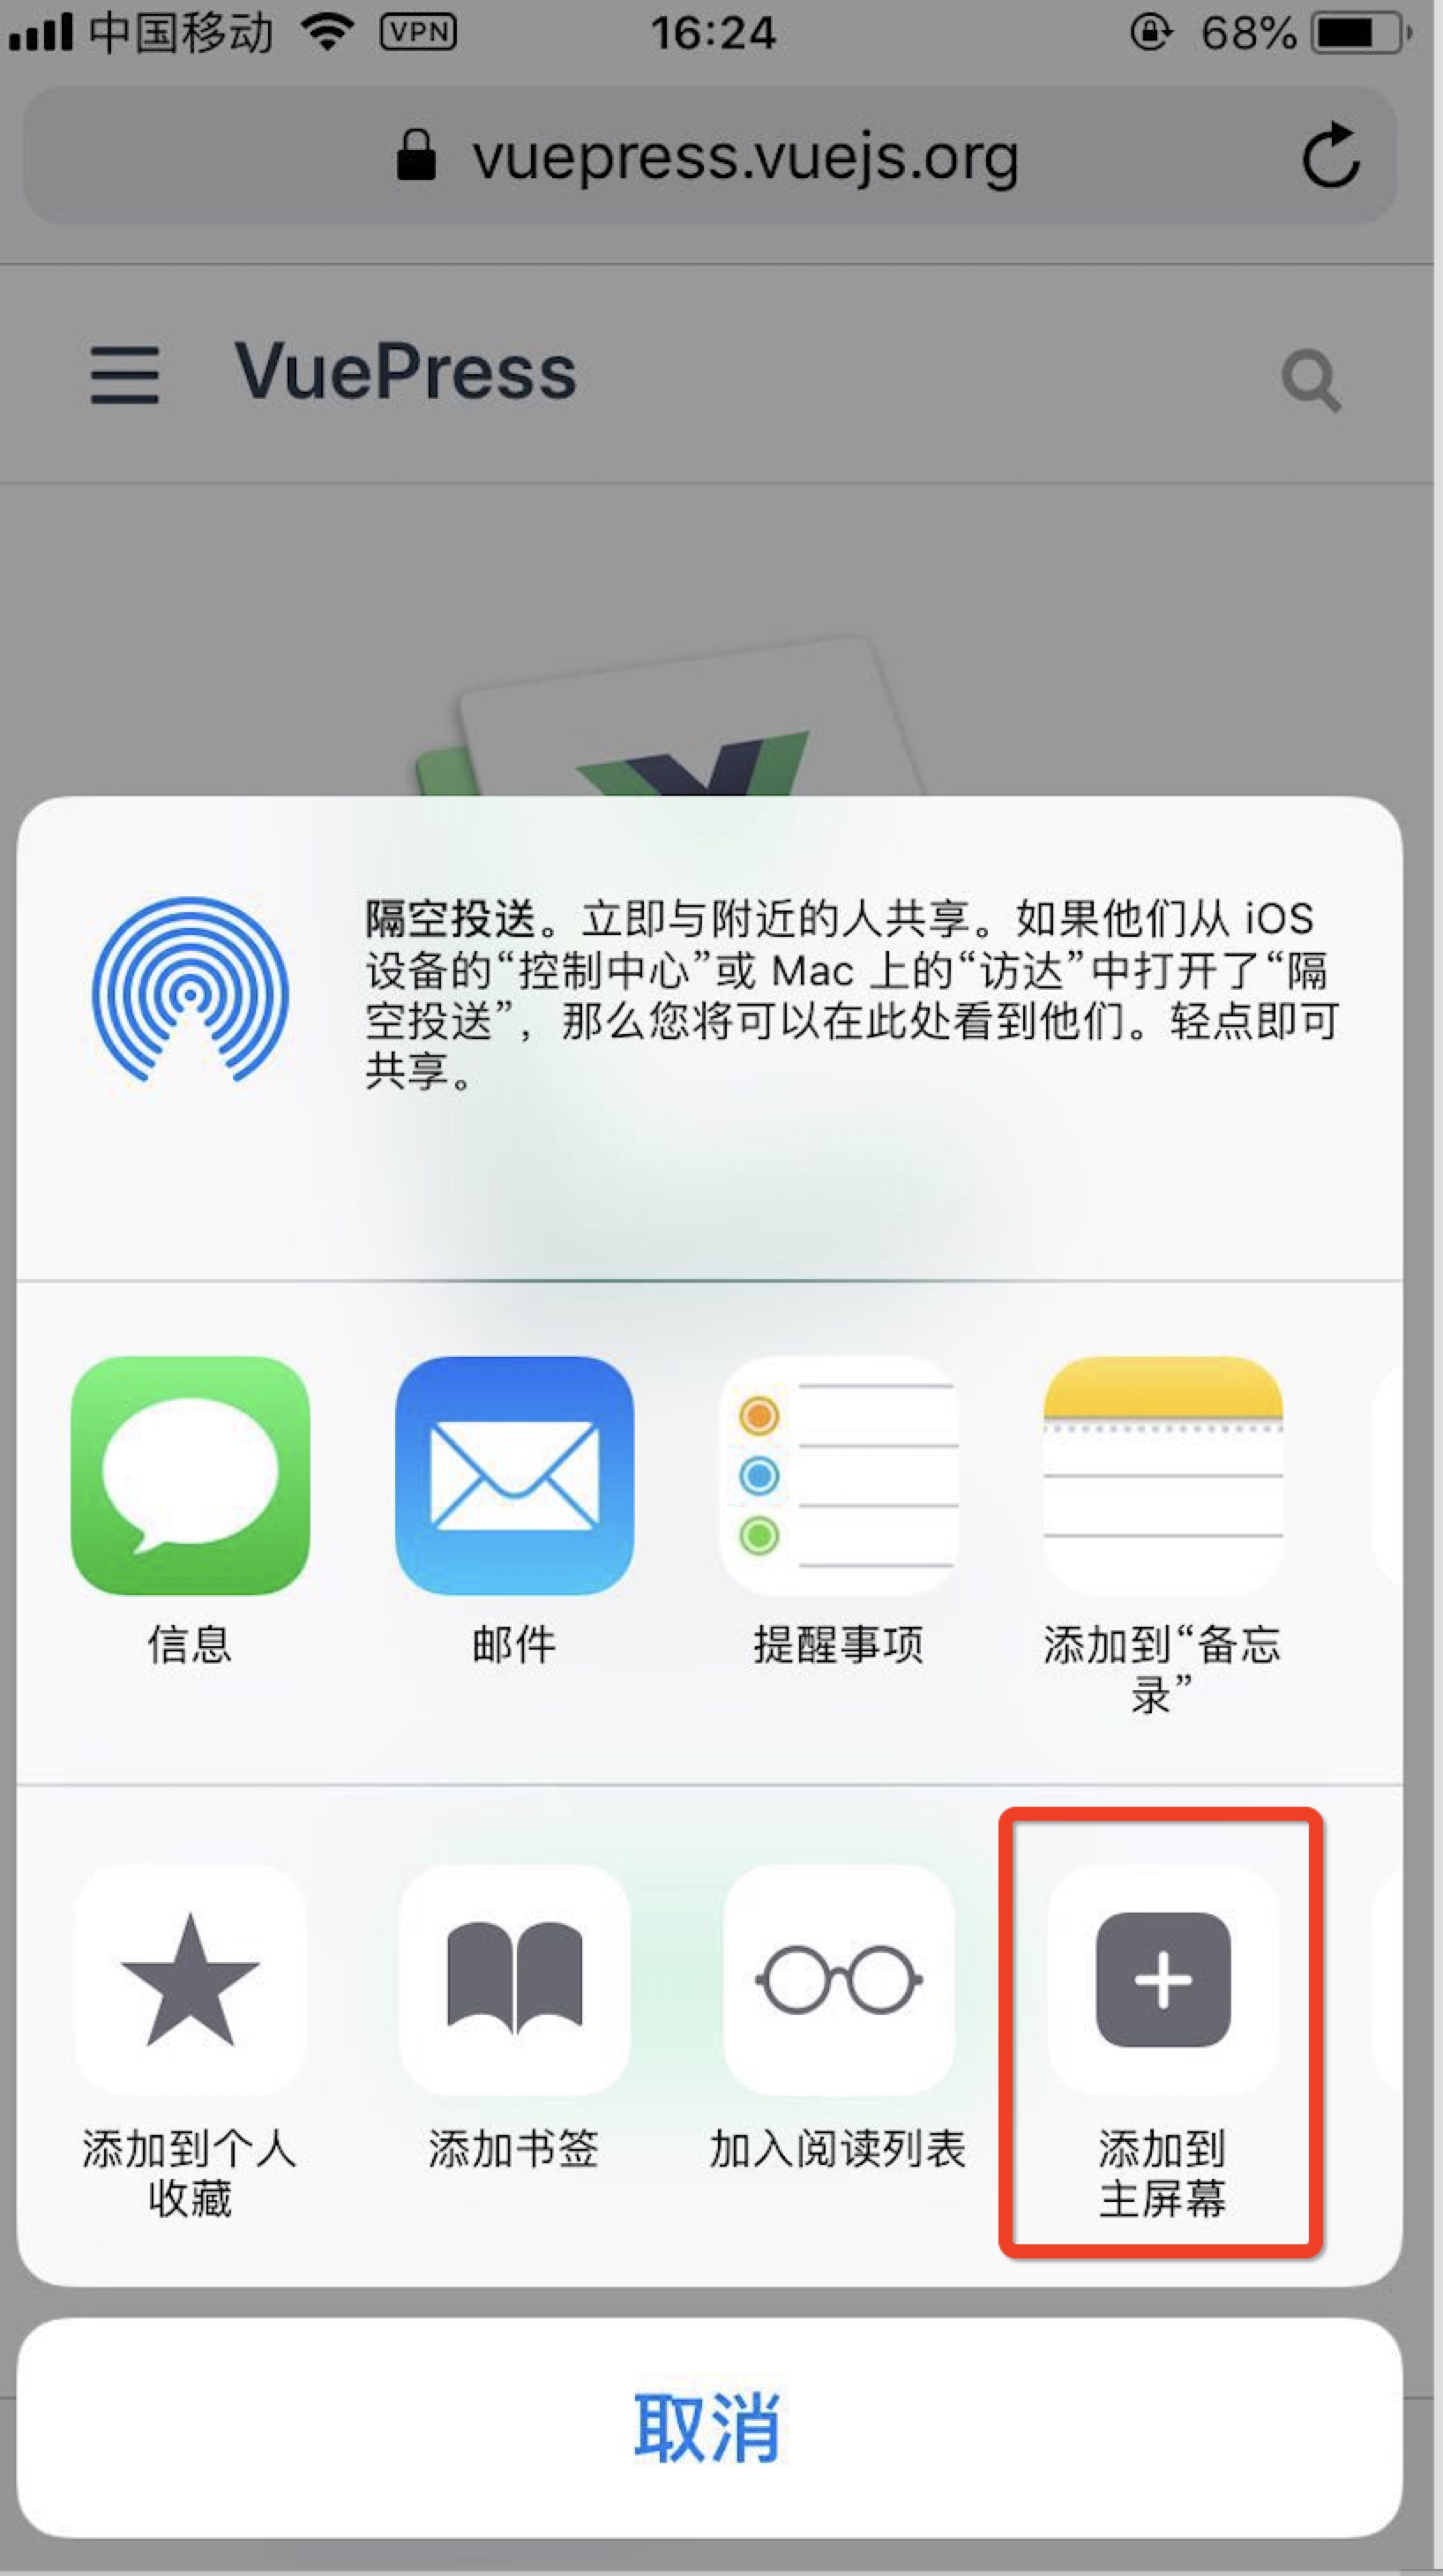 中国移动 VPN 16:24 68%
vuepress.vuejs.org
VuePress
隔空投送。立即与附近的人共享。如果他们从 iOS
设备的“控制中心”或 Mac 上的“访达”中打开了“隔
空投送”，那么您将可以在此处看到他们。轻点即可
共享。
信息
邮件
提醒事项
添加到“备忘
录”
添加到个人
收藏
添加书签
加入阅读列表
添加到
主屏幕
取消